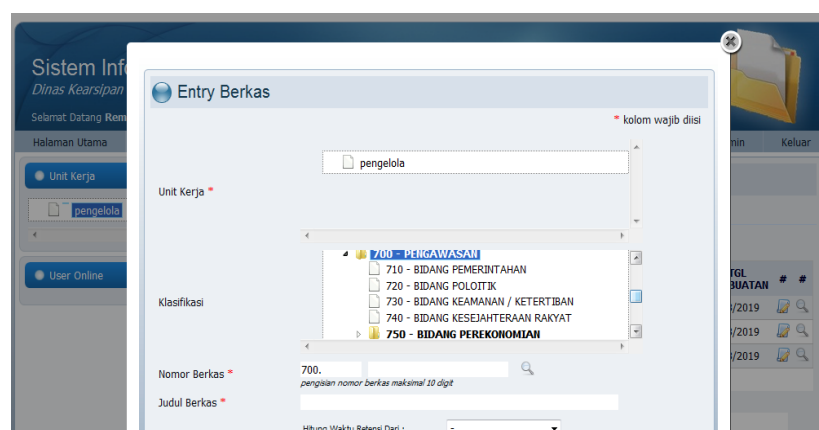 Sistem Info
Dinas Kearsipan
Selamat Datang Rem
Halaman Utama
min Keluar
Unit Kerja
pengelola
User Online
Entry Berkas
* kolom wajib diisi
Unit Kerja *
pengelola
Klasifikasi
700 - PENGAWASAN
710 - BIDANG PEMERINTAHAN
720 - BIDANG POLOITIK
730 - BIDANG KEAMANAN / KETERTIBAN
740 - BIDANG KESEJAHTERAAN RAKYAT
750 - BIDANG PEREKONOMIAN
Nomor Berkas *
700.
pengisian nomor berkas maksimal 10 digit
Judul Berkas *
Hitung Waktu Retensi Dari :
-
TGL
BUATAN # #
/2019
/2019
/2019